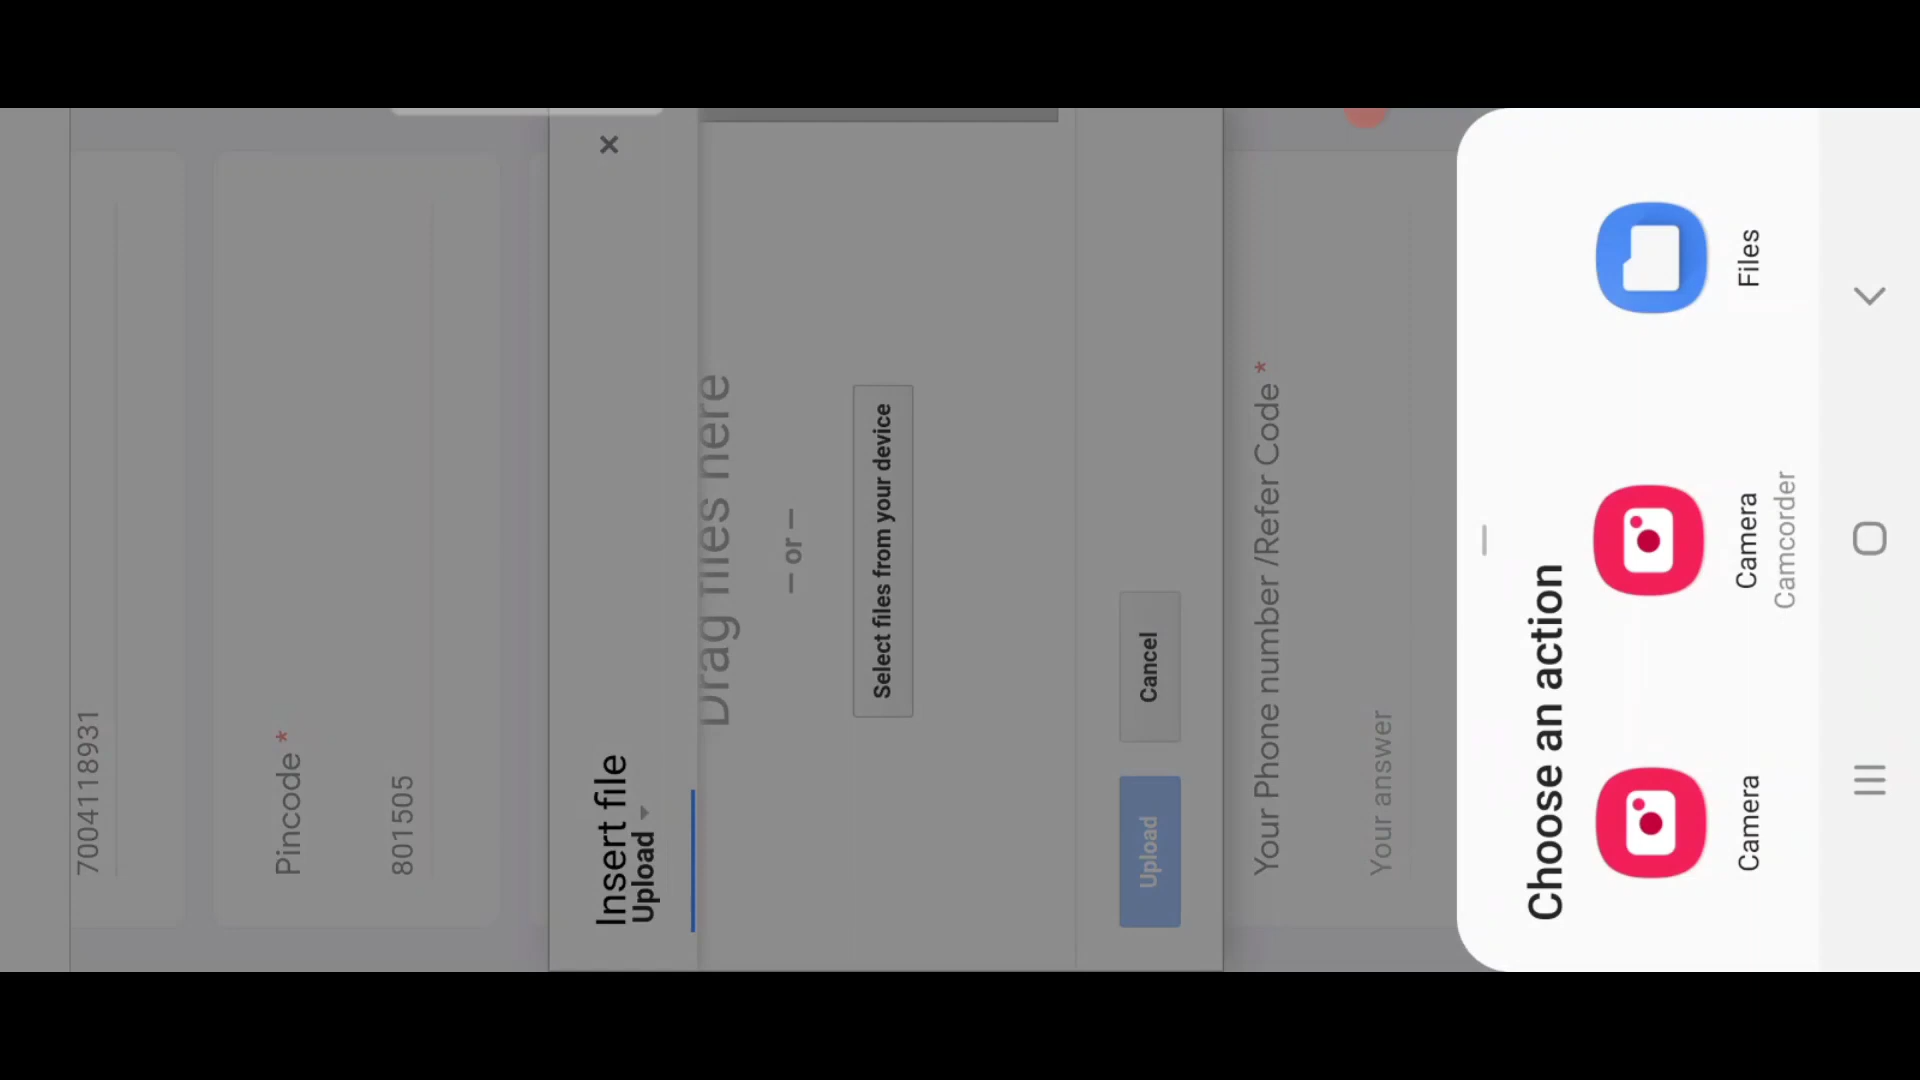 7004118931
Pincode *
801505
Insert file
Upload
Drag files here
— or —
Select files from your device
Upload
Cancel
Your Phone number /Refer Code *
Your answer
Choose an action
Camera
Camera
Camcorder
Files